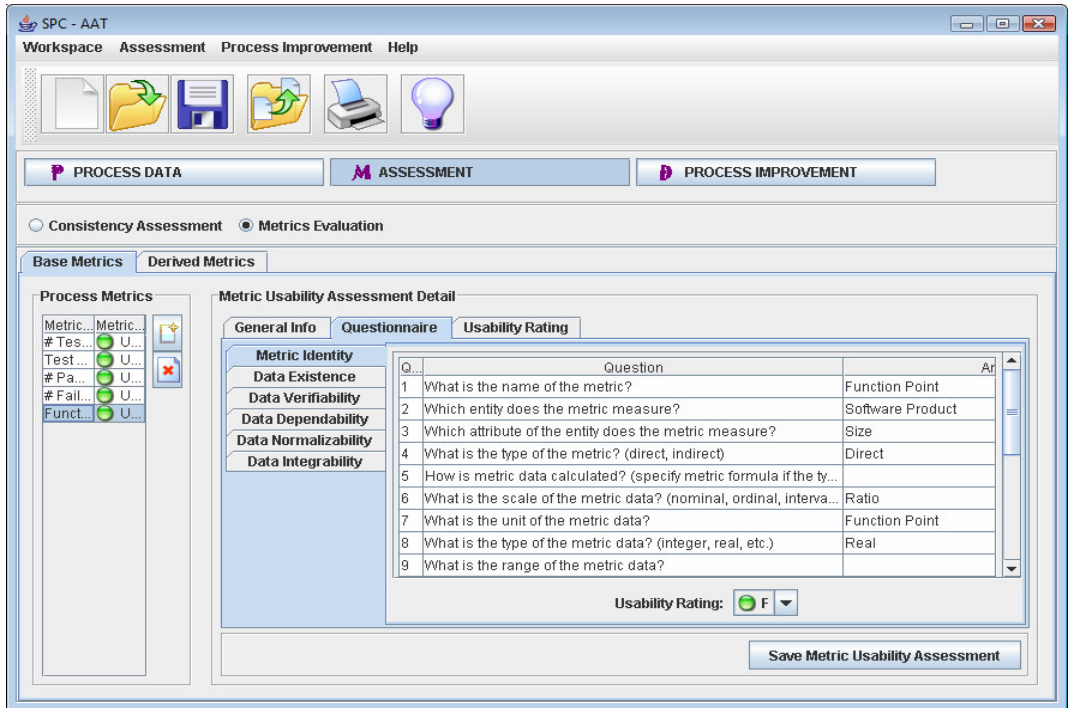 SPC - AAT
Workspace Assessment Process Improvement Help
P PROCESS DATA M ASSESSMENT PROCESS IMPROVEMENT
Consistency Assessment Metrics Evaluation
Base Metrics Derived Metrics
Process Metrics Metric Usability Assessment Detail
Metric... Metric...
# Tes... U...
Test ... U...
# Pa... U...
# Fail... U...
Funct... U...
General Info Questionnaire Usability Rating
Metric Identity
Data Existence
Data Verifiability
Data Dependability
Data Normalizability
Data Integrability
Q... Question Ar
1 What is the name of the metric? Function Point
2 Which entity does the metric measure? Software Product
3 Which attribute of the entity does the metric measure? Size
4 What is the type of the metric? (direct, indirect) Direct
5 How is metric data calculated? (specify metric formula if the ty...
6 What is the scale of the metric data? (nominal, ordinal, interva... Ratio
7 What is the unit of the metric data? Function Point
8 What is the type of the metric data? (integer, real, etc.) Real
9 What is the range of the metric data?
Usability Rating: F
Save Metric Usability Assessment